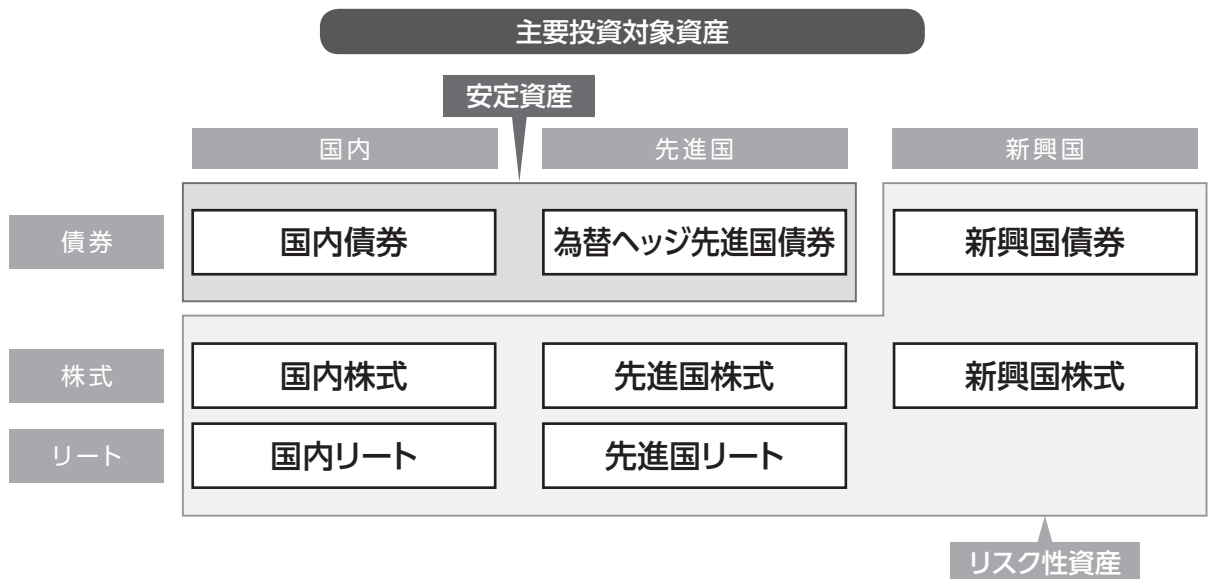 主要投資対象資産
安定資産
国内 先進国 新興国
債券 国内債券 為替ヘッジ先進国債券 新興国債券
株式 国内株式 先進国株式 新興国株式
リート 国内リート 先進国リート
リスク性資産